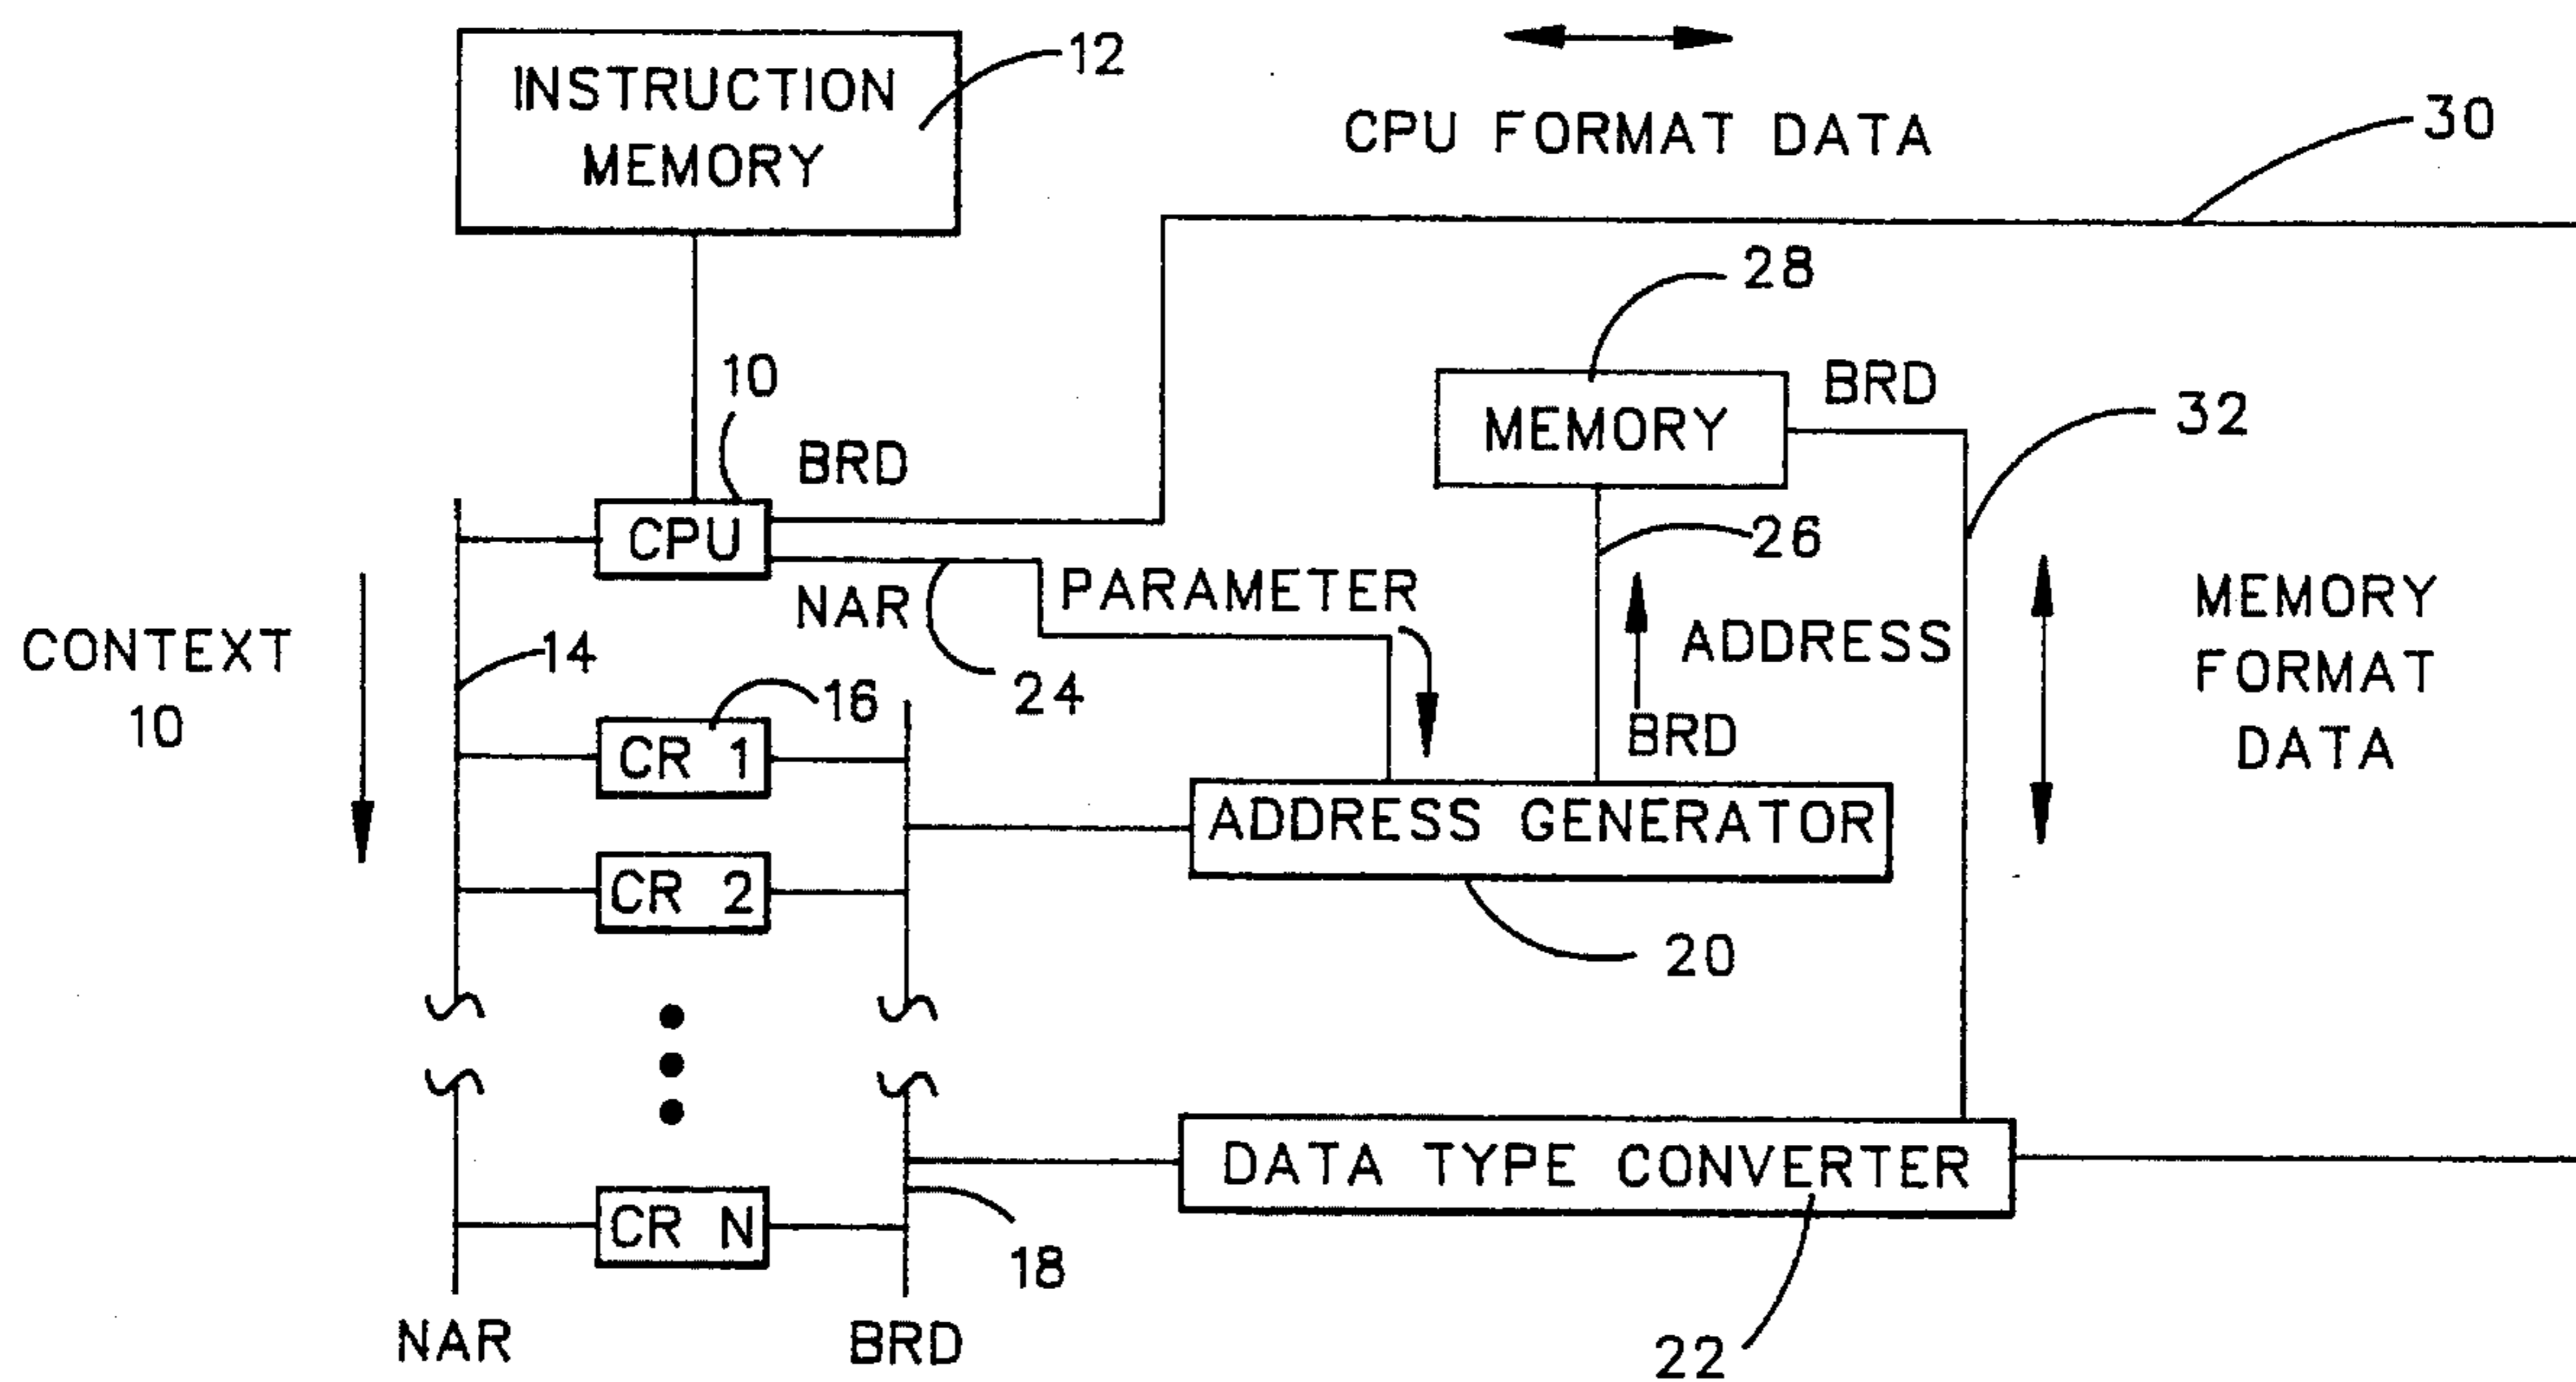 INSTRUCTION
MEMORY
12
CPU FORMAT DATA
30
28
MEMORY
BRD
32
10
BRD
CPU
NAR
24
PARAMETER
26
ADDRESS
BRD
MEMORY
FORMAT
DATA
CONTEXT
10
14
16
CR 1
ADDRESS GENERATOR
CR 2
20
DATA TYPE CONVERTER
CR N
18
22
NAR
BRD